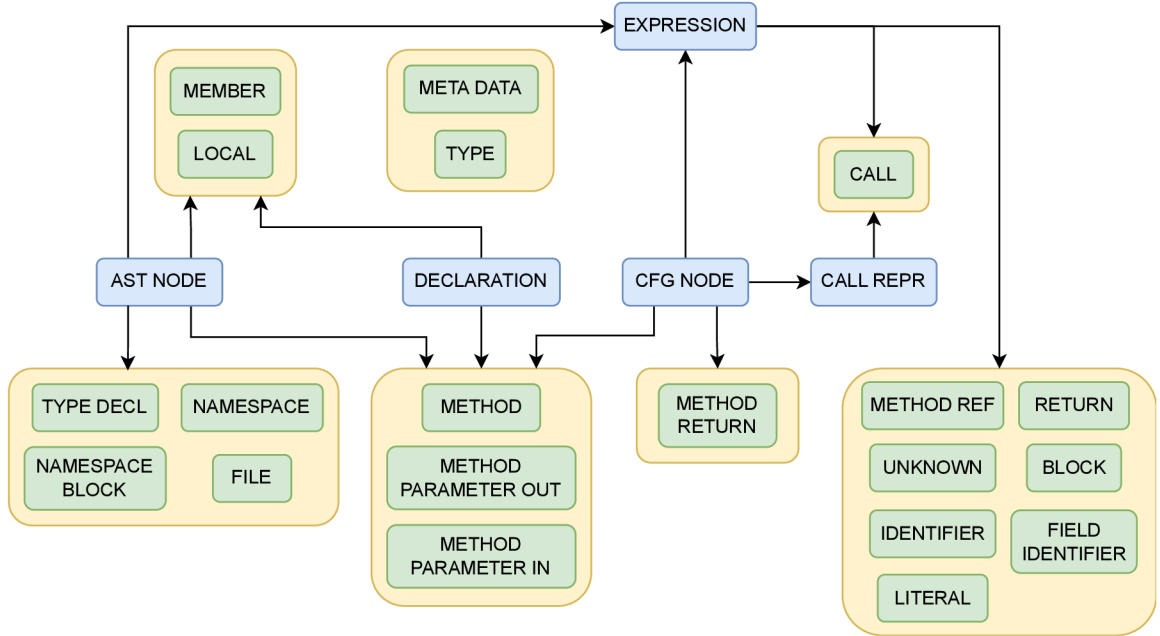 EXPRESSION
MEMBER
LOCAL
META DATA
TYPE
CALL
AST NODE
DECLARATION
CFG NODE
CALL REPR
TYPE DECL
NAMESPACE
NAMESPACE
BLOCK
FILE
METHOD
METHOD
PARAMETER OUT
METHOD
PARAMETER IN
METHOD
RETURN
METHOD REF
RETURN
UNKNOWN
BLOCK
IDENTIFIER
FIELD
IDENTIFIER
LITERAL